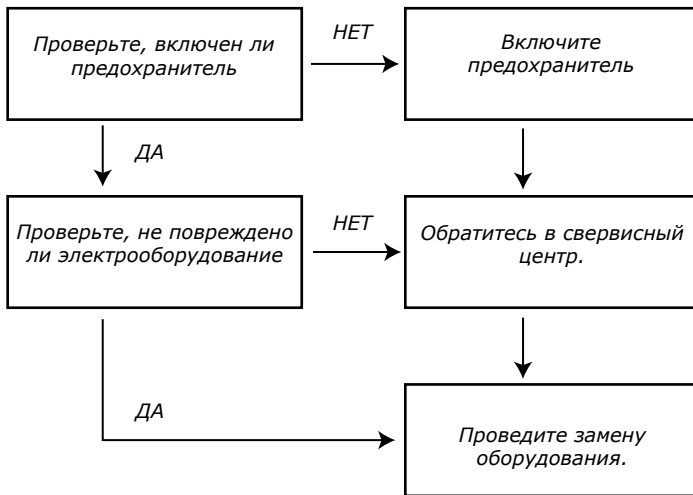 Проверьте, включен ли
предохранитель
НЕТ
Включите
предохранитель
ДА
Проверьте, не повреждено
ли электрооборудование
НЕТ
Обратитесь в свервисный
центр.
ДА
Проведите замену
оборудования.